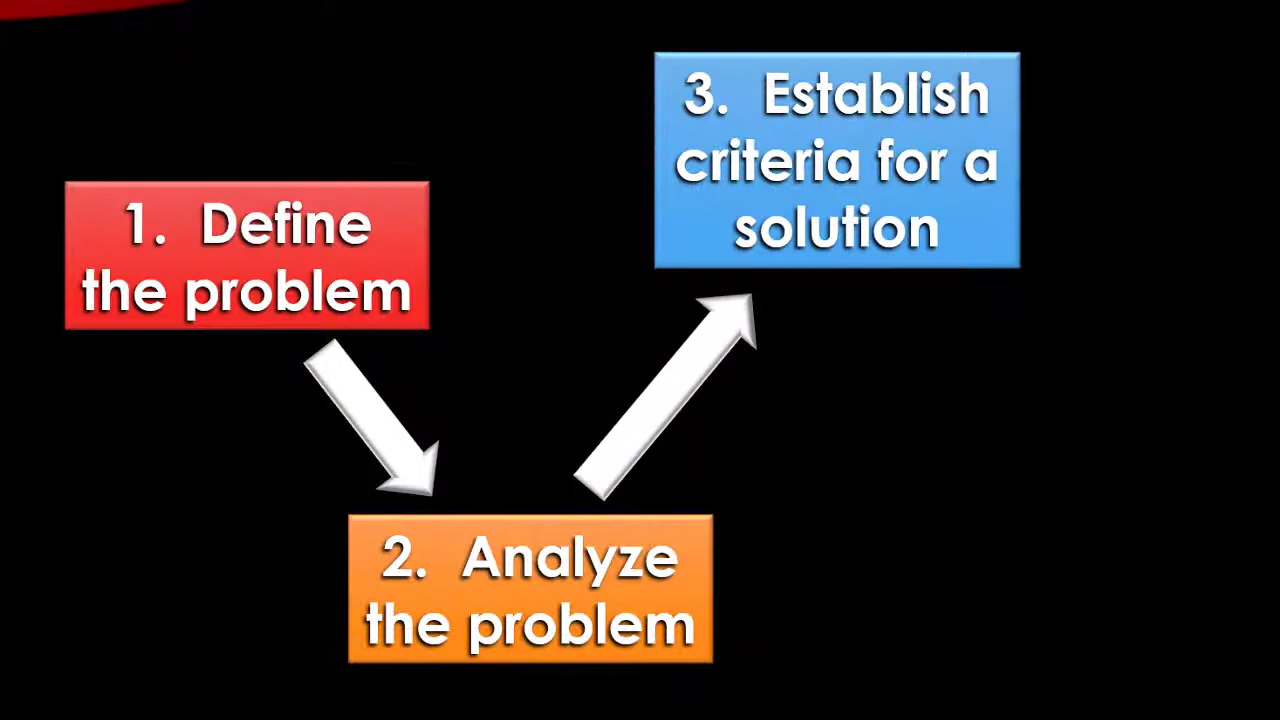 1.  Define
the problem
2.  Analyze
the problem
3.  Establish
criteria for a
solution